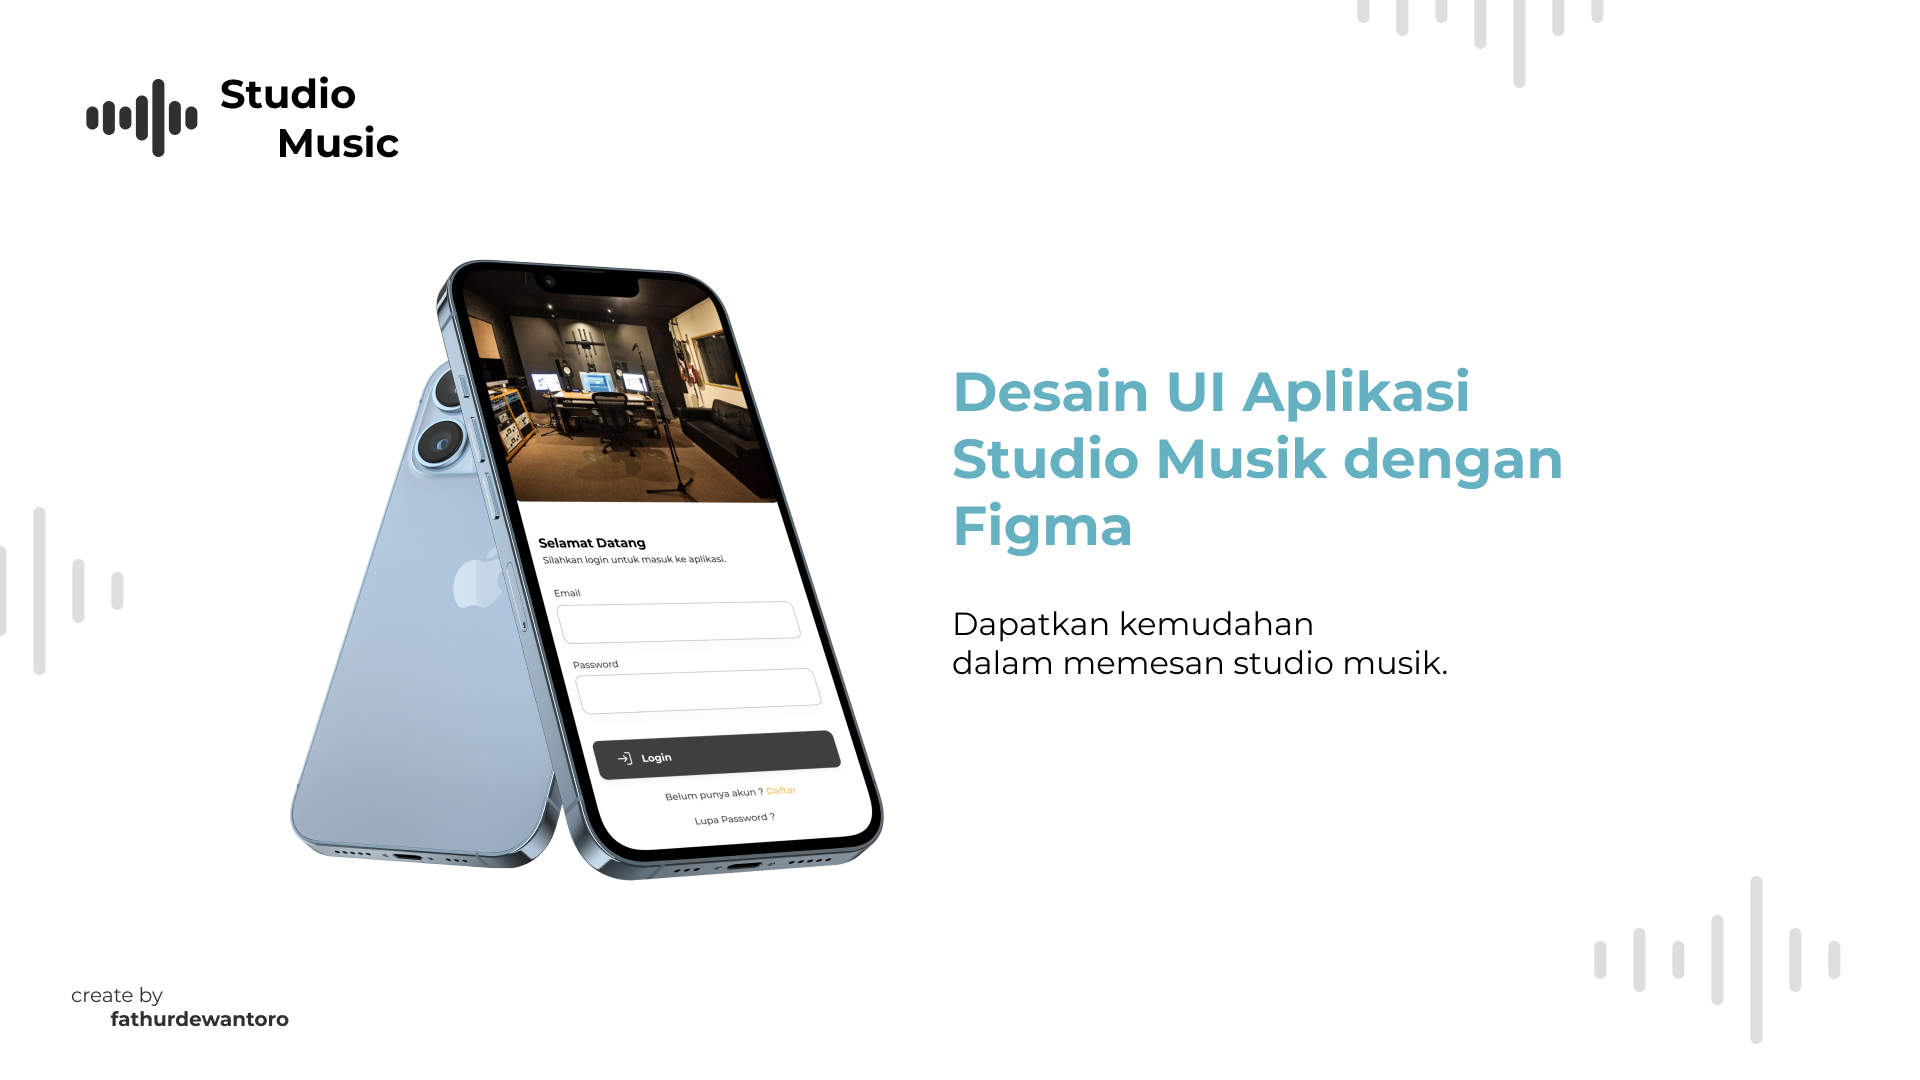 Studio
Music
Desain UI Aplikasi
Studio Musik dengan
Figma
Dapatkan kemudahan
dalam memesan studio musik.
Selamat Datang
Silahkan login untuk masuk ke aplikasi.
Email
Password
Login
Belum punya akun ? Daftar
Lupa Password ?
create by
fathurdewantoro